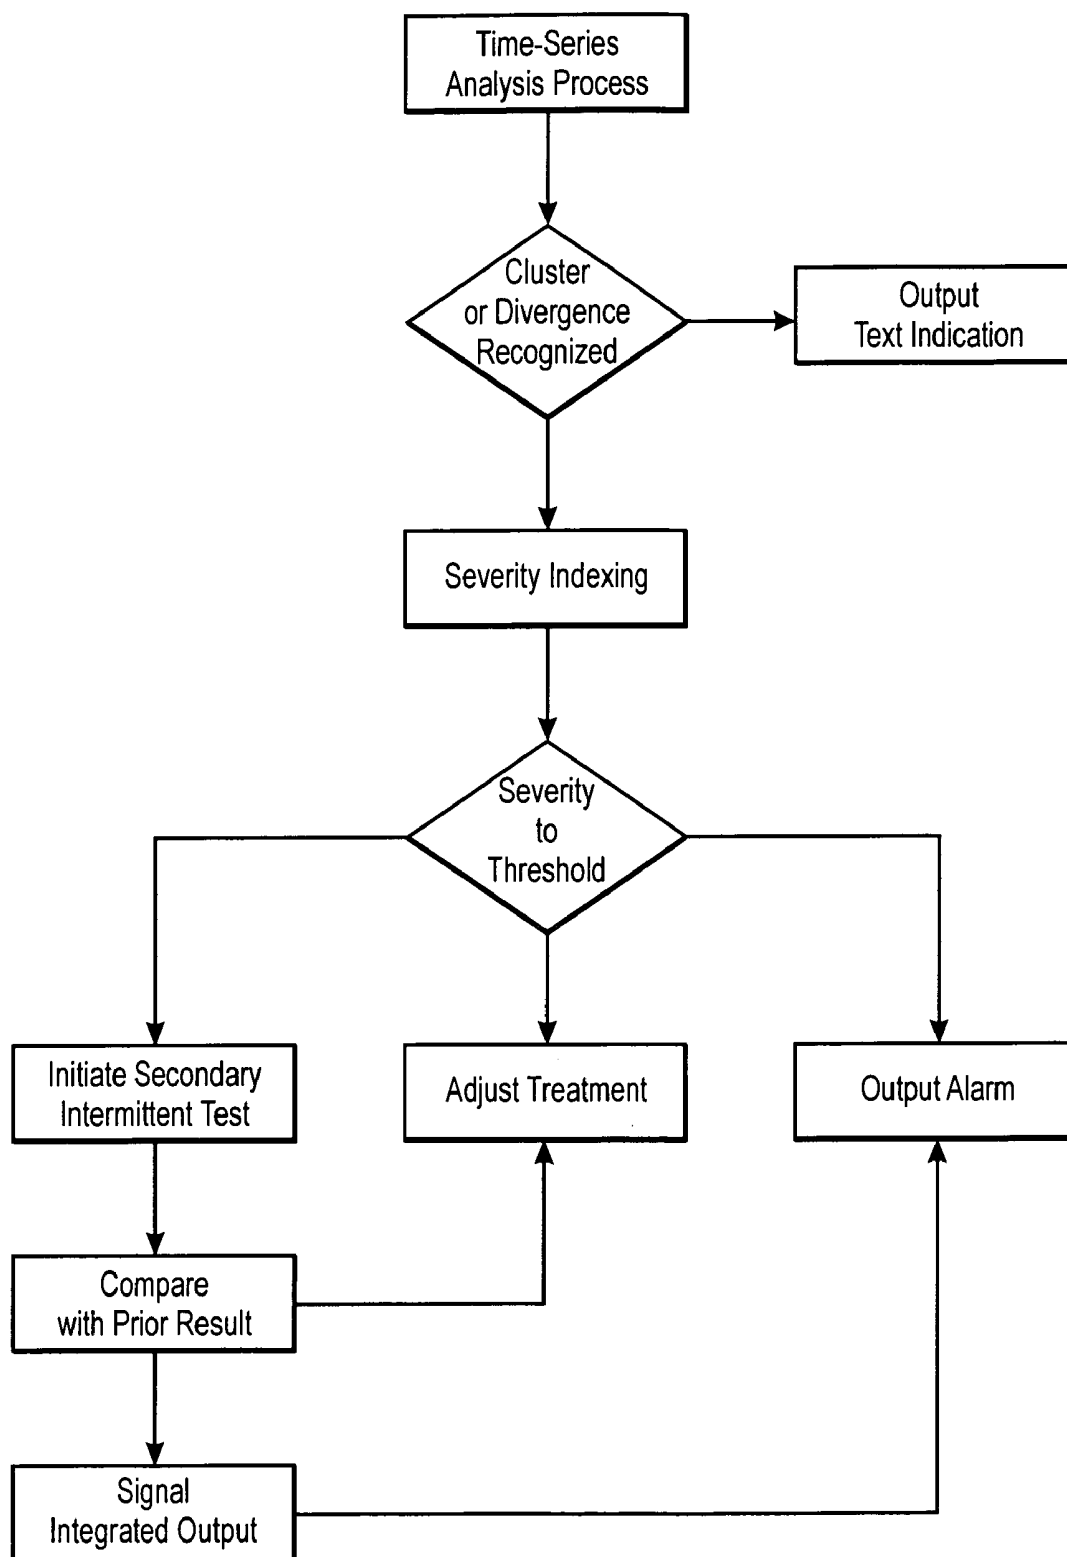 Time-Series
Analysis Process
Cluster
or Divergence
Recognized
Output
Text Indication
Severity Indexing
Severity
to
Threshold
Initiate Secondary
Intermittent Test
Adjust Treatment
Output Alarm
Compare
with Prior Result
Signal
Integrated Output